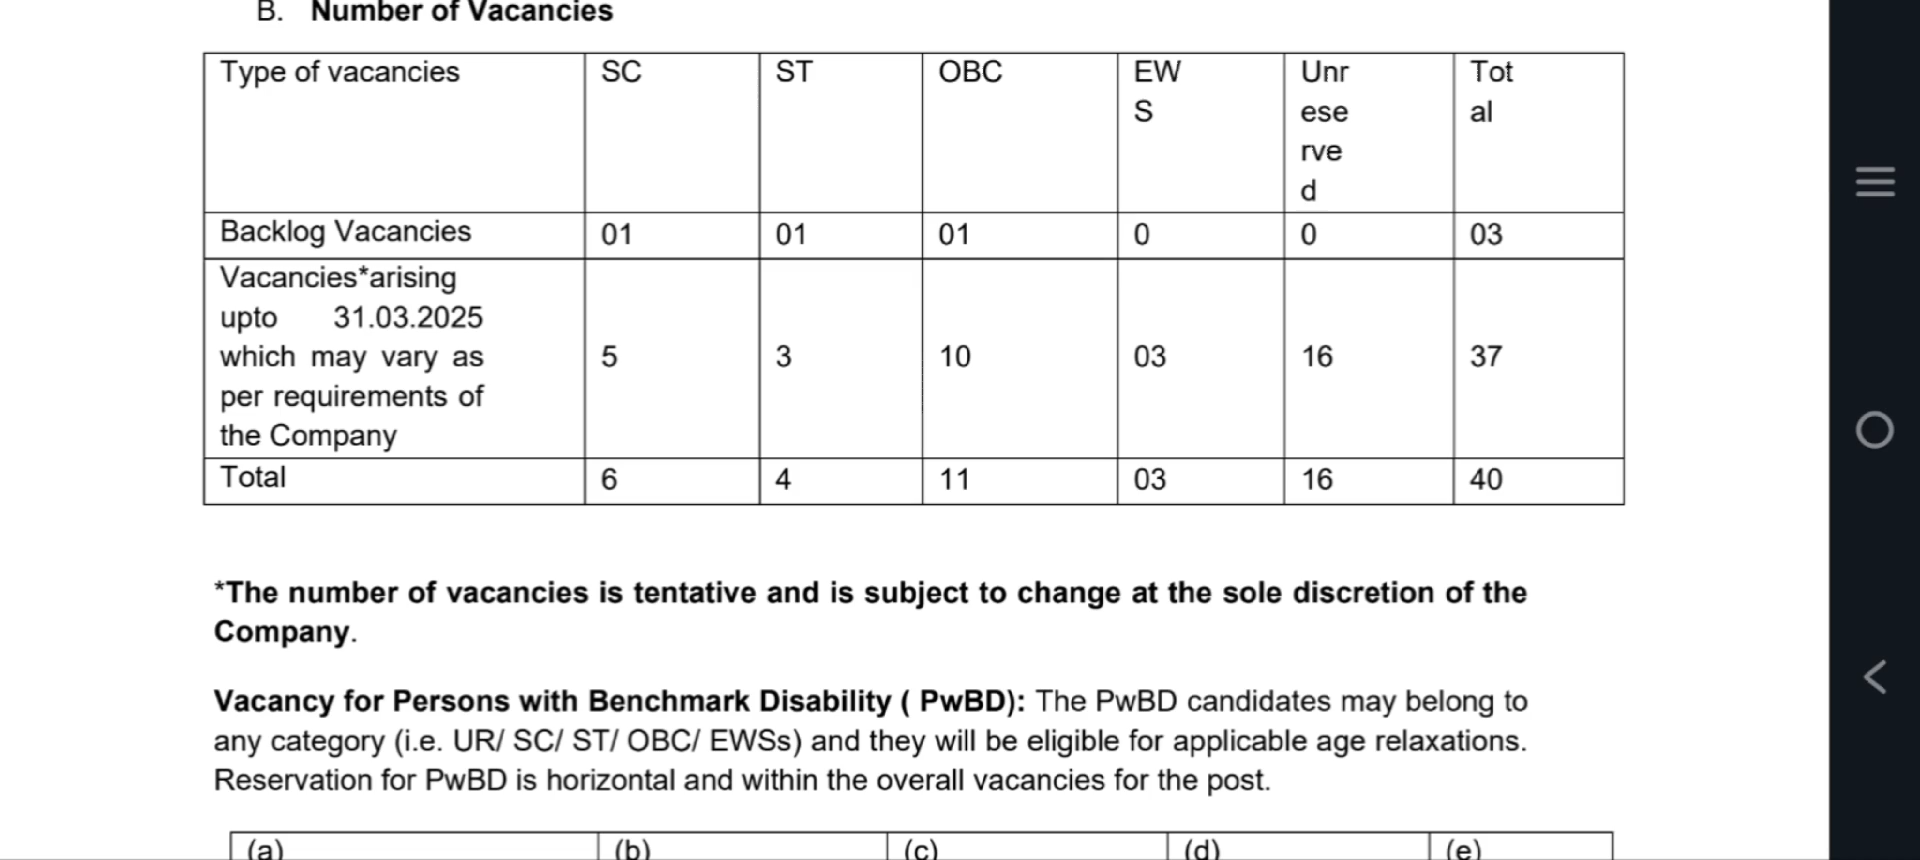 B. Number of Vacancies
Type of vacancies SC ST OBC EW Unr Tot
S ese al
rve
d
Backlog Vacancies 01 01 01 0 0 03
Vacancies*arising
upto 31.03.2025
which may vary as 5 3 10 03 16 37
per requirements of
the Company
Total 6 4 11 03 16 40
*The number of vacancies is tentative and is subject to change at the sole discretion of the
Company.
Vacancy for Persons with Benchmark Disability ( PwBD): The PwBD candidates may belong to
any category (i.e. UR/ SC/ ST/ OBC/ EWSs) and they will be eligible for applicable age relaxations.
Reservation for PwBD is horizontal and within the overall vacancies for the post.
(a) (b) (c) (d) (e)